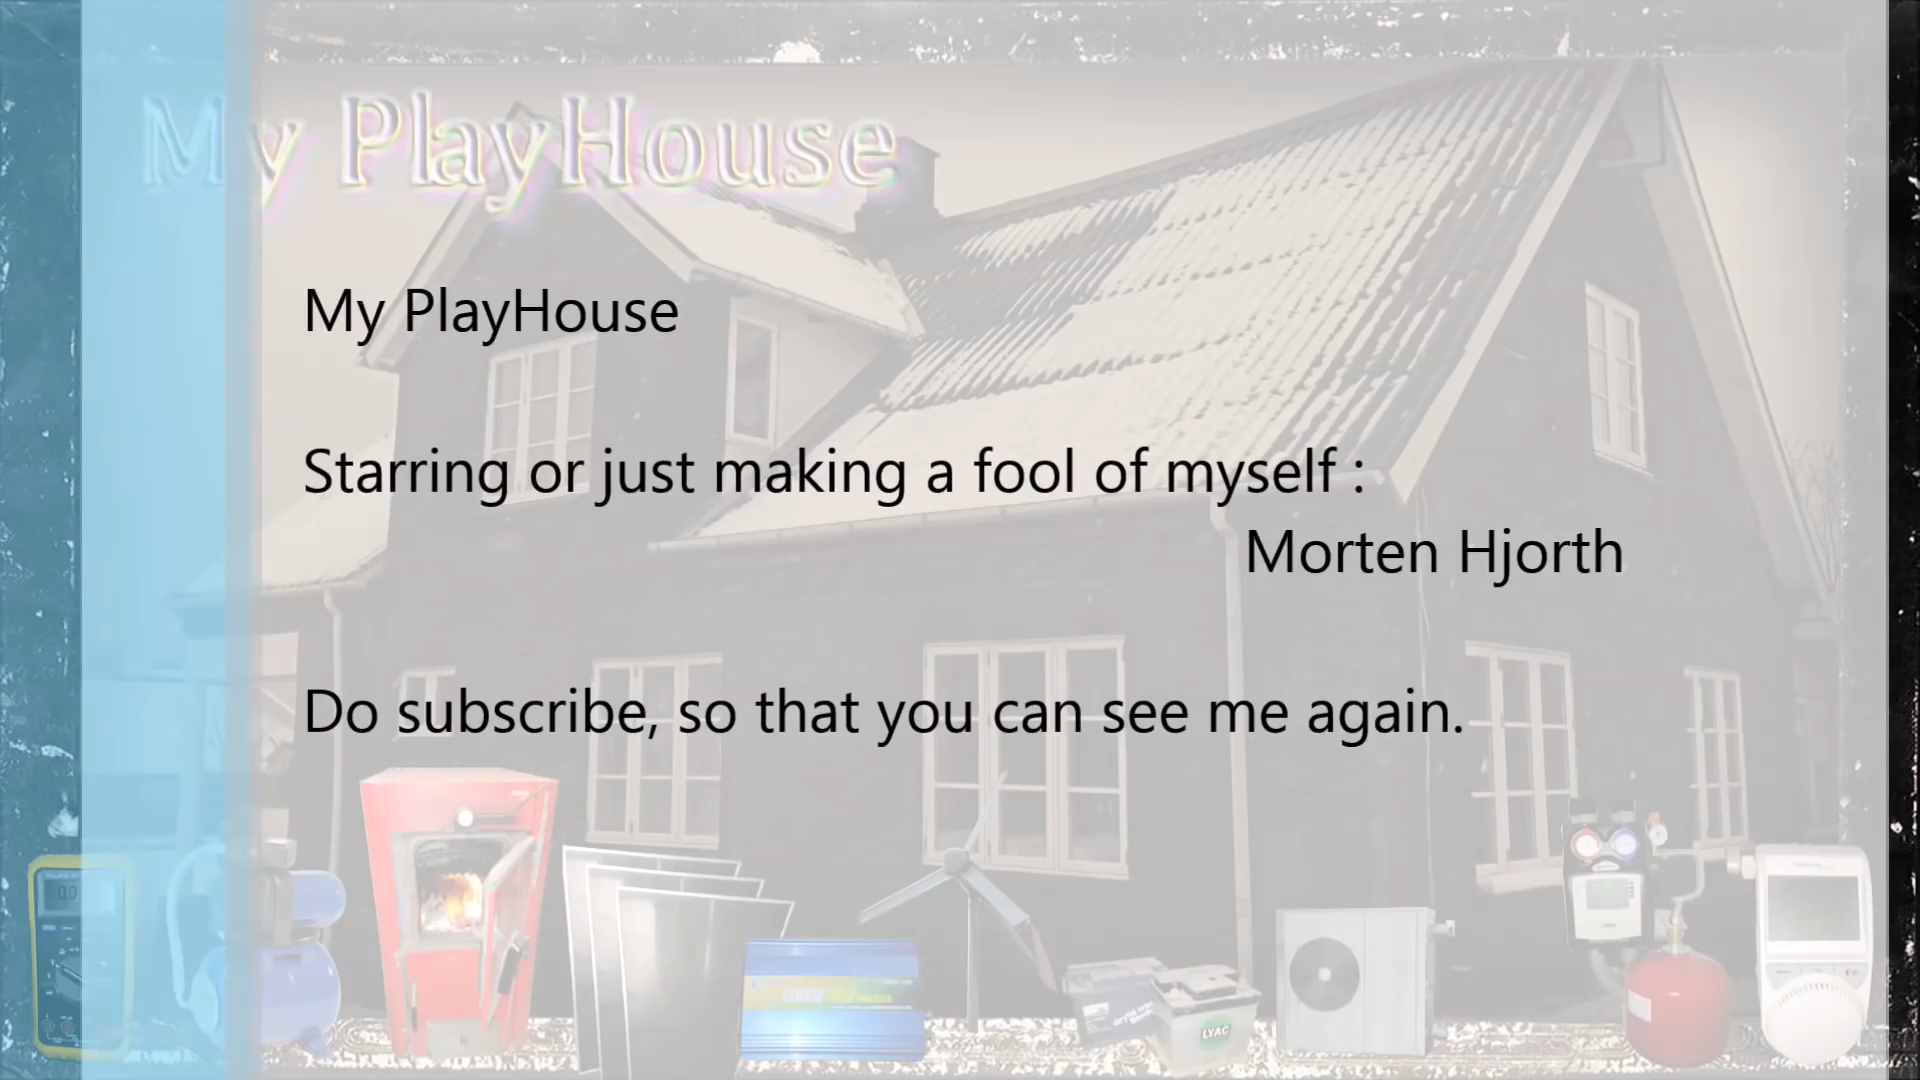 My PlayHouse
My PlayHouse
Starring or just making a fool of myself :
Morten Hjorth
Do subscribe, so that you can see me again.
LYAC